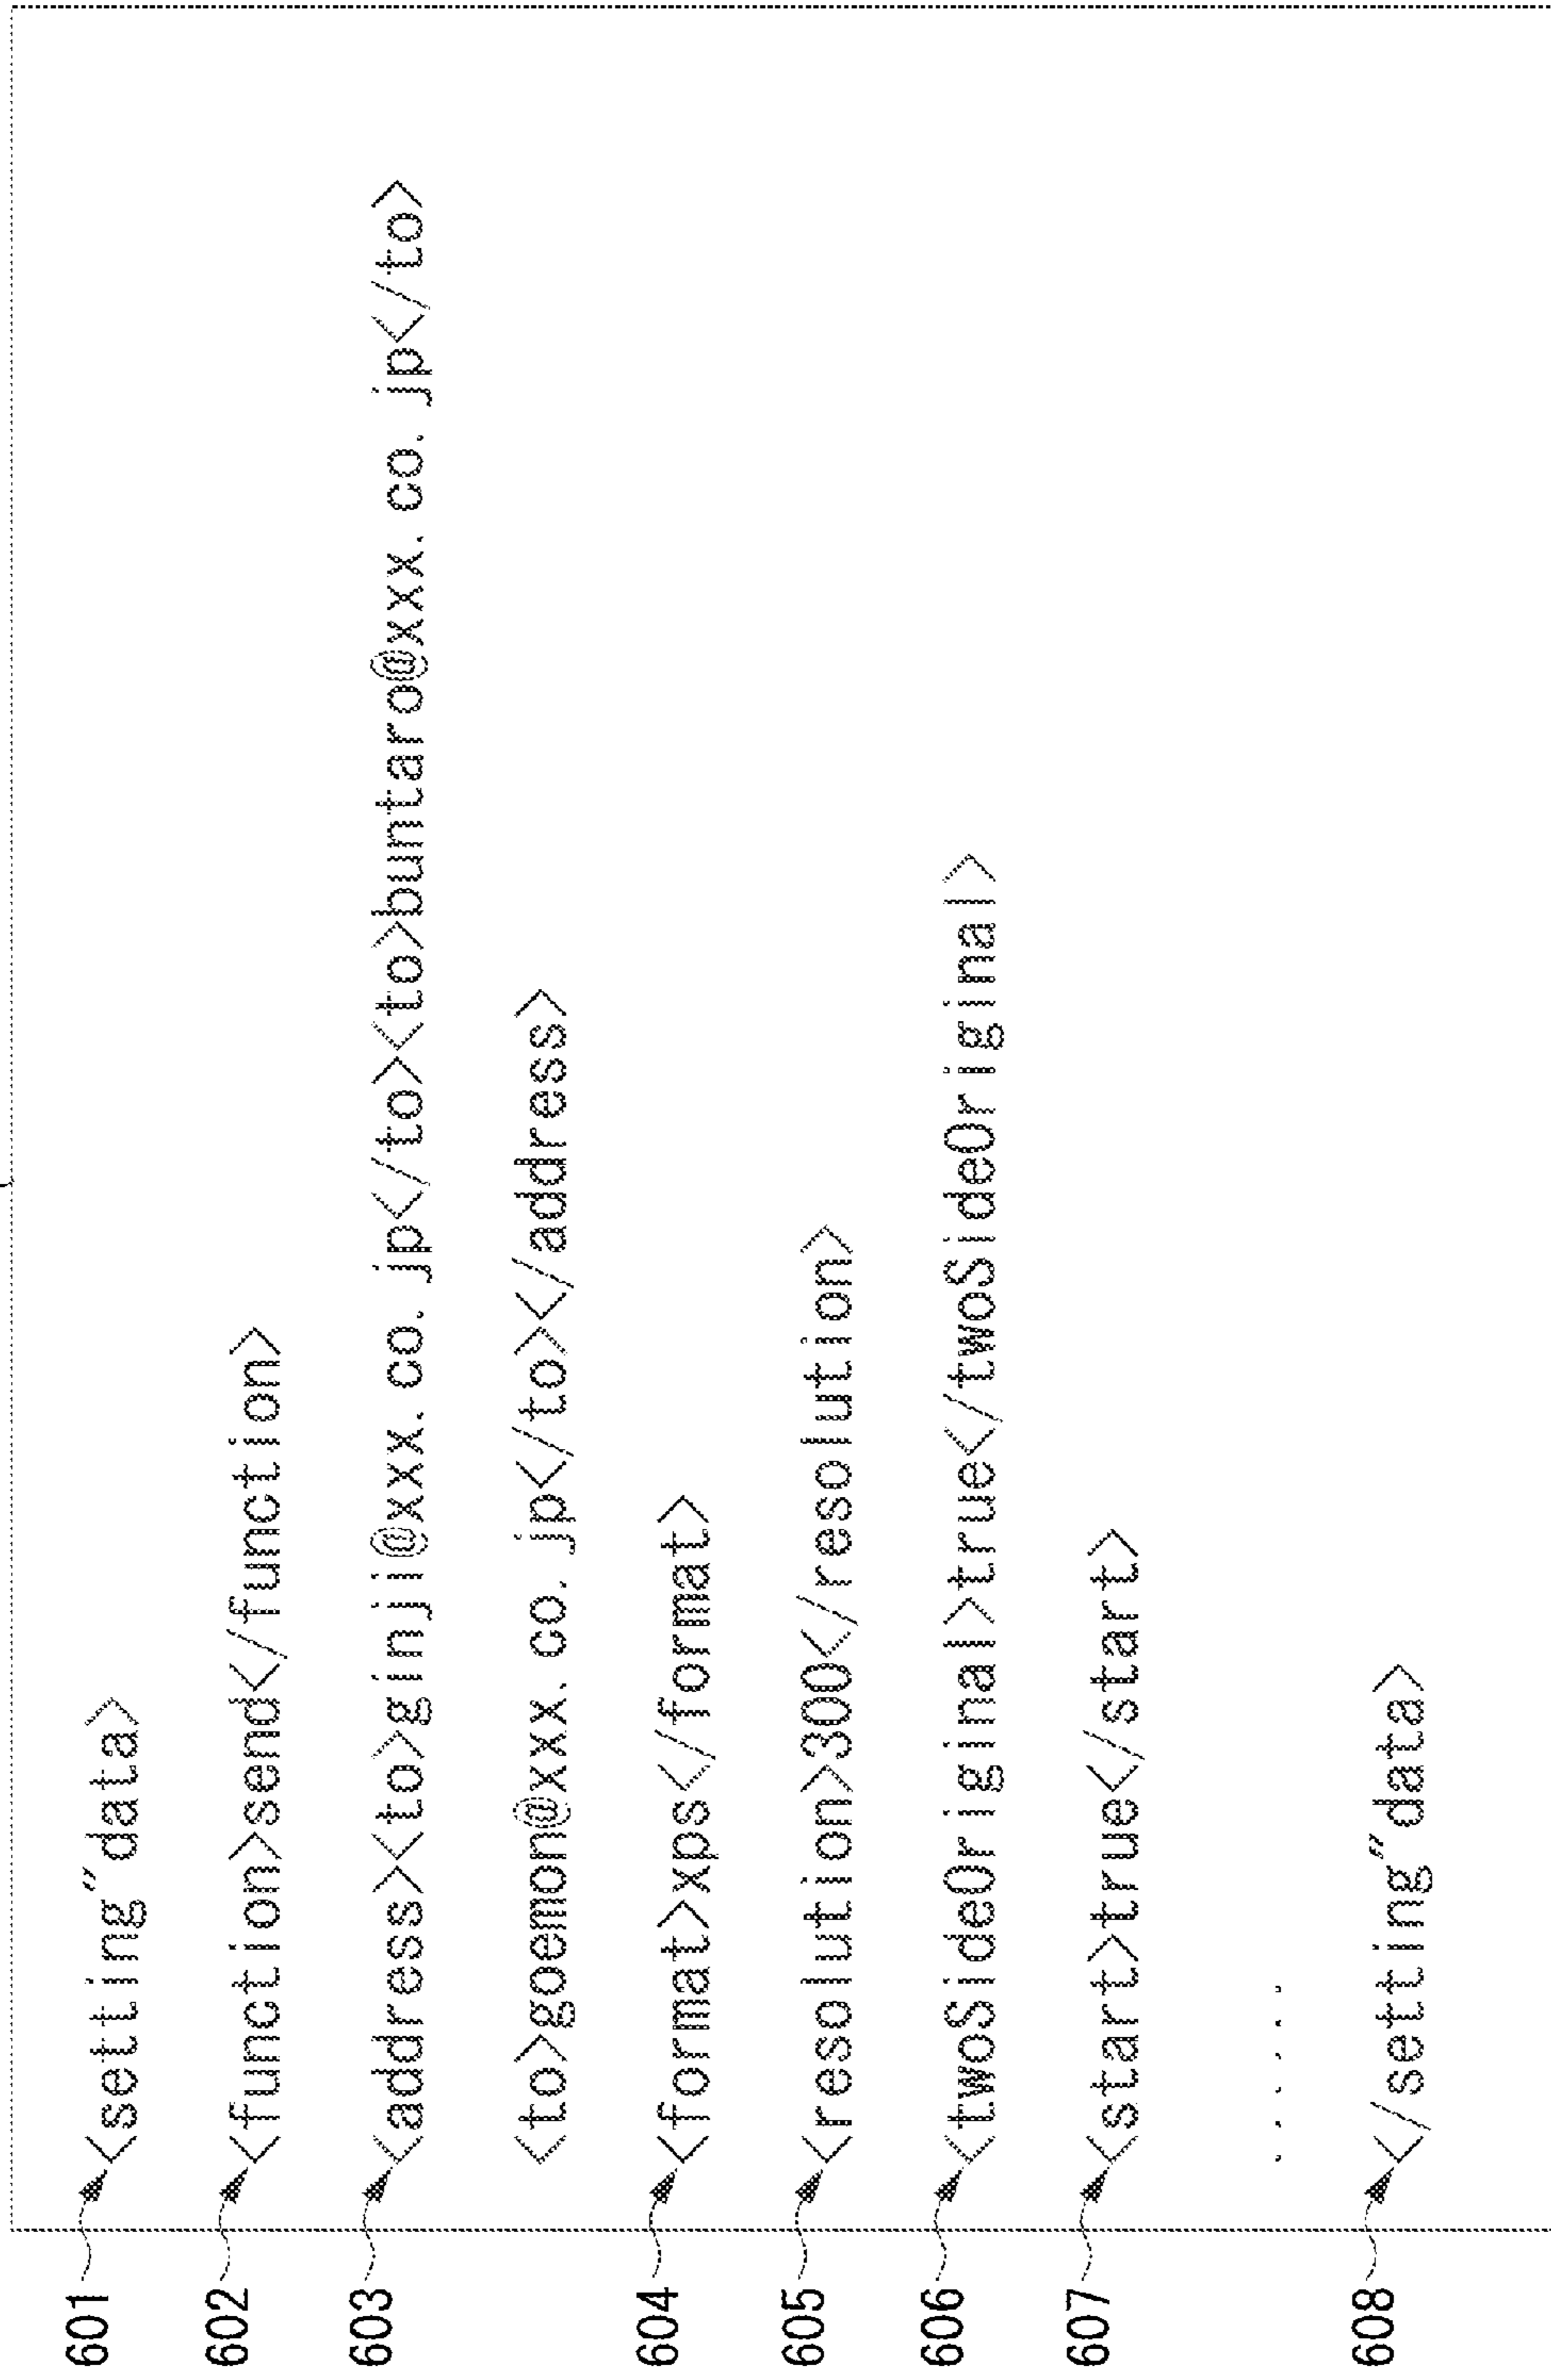 601 <setting″data>
602 <function>send</function>
603 <address><to>ginji@xxx.co.jp</to><to>buntaro@xxx.co.jp</to>
<to>goemon@xxx.co.jp</to></address>
604 <format>xps</format>
605 <resolution>300</resolution>
606 <twoSideOriginal>true</twoSideOriginal>
607 <start>true</start>
.....
608 </setting″data>